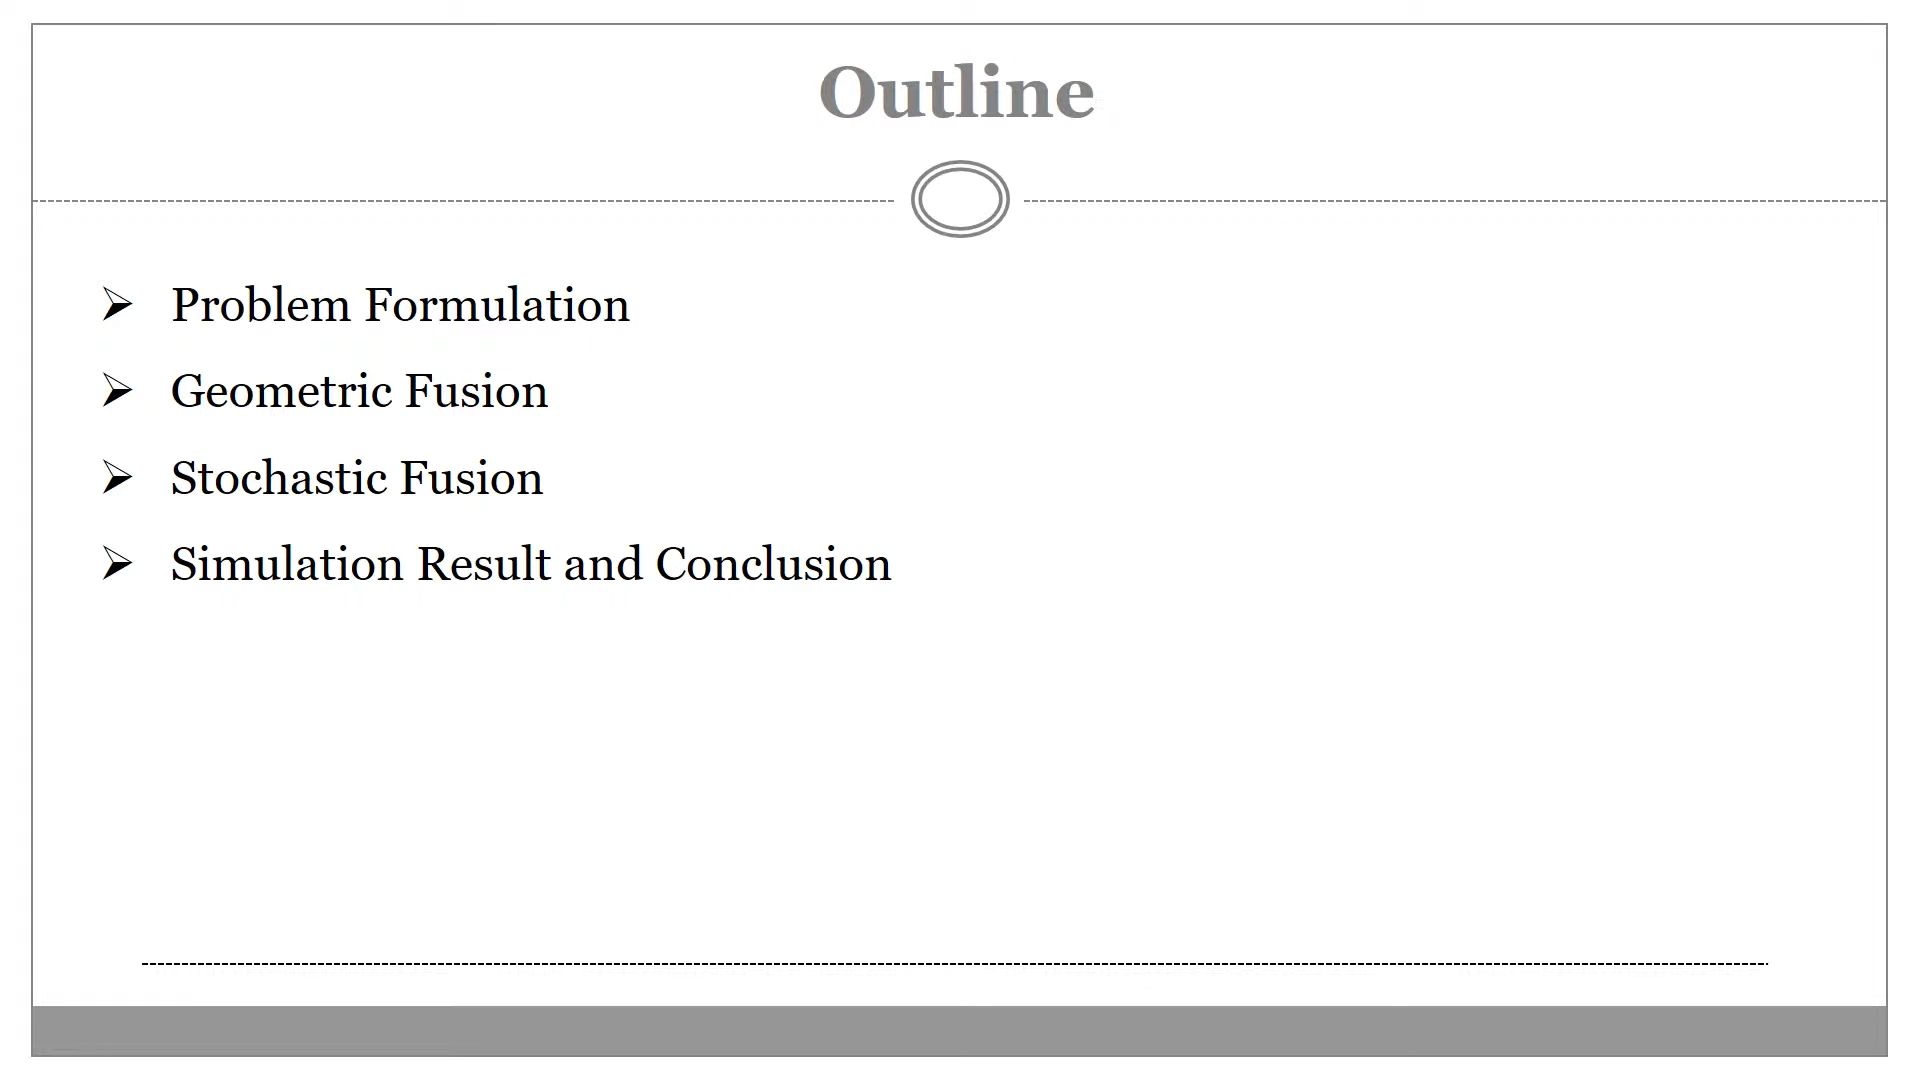 Outline
➢ Problem Formulation
➢ Geometric Fusion
➢ Stochastic Fusion
➢ Simulation Result and Conclusion